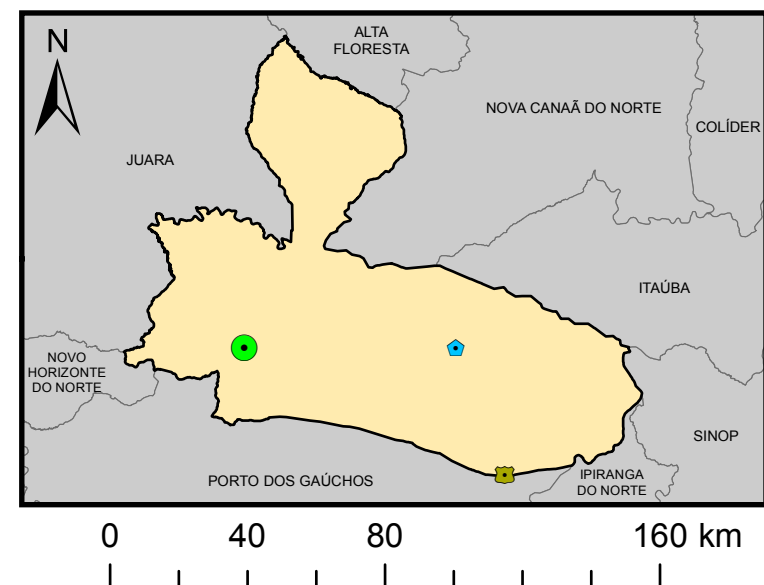 N
ALTA
FLORESTA
NOVA CANAÃ DO NORTE
COLÍDER
JUARA
ITAÚBA
NOVO
HORIZONTE
DO NORTE
SINOP
PORTO DOS GAÚCHOS
IPIRANGA
DO NORTE
0 40 80 160 km